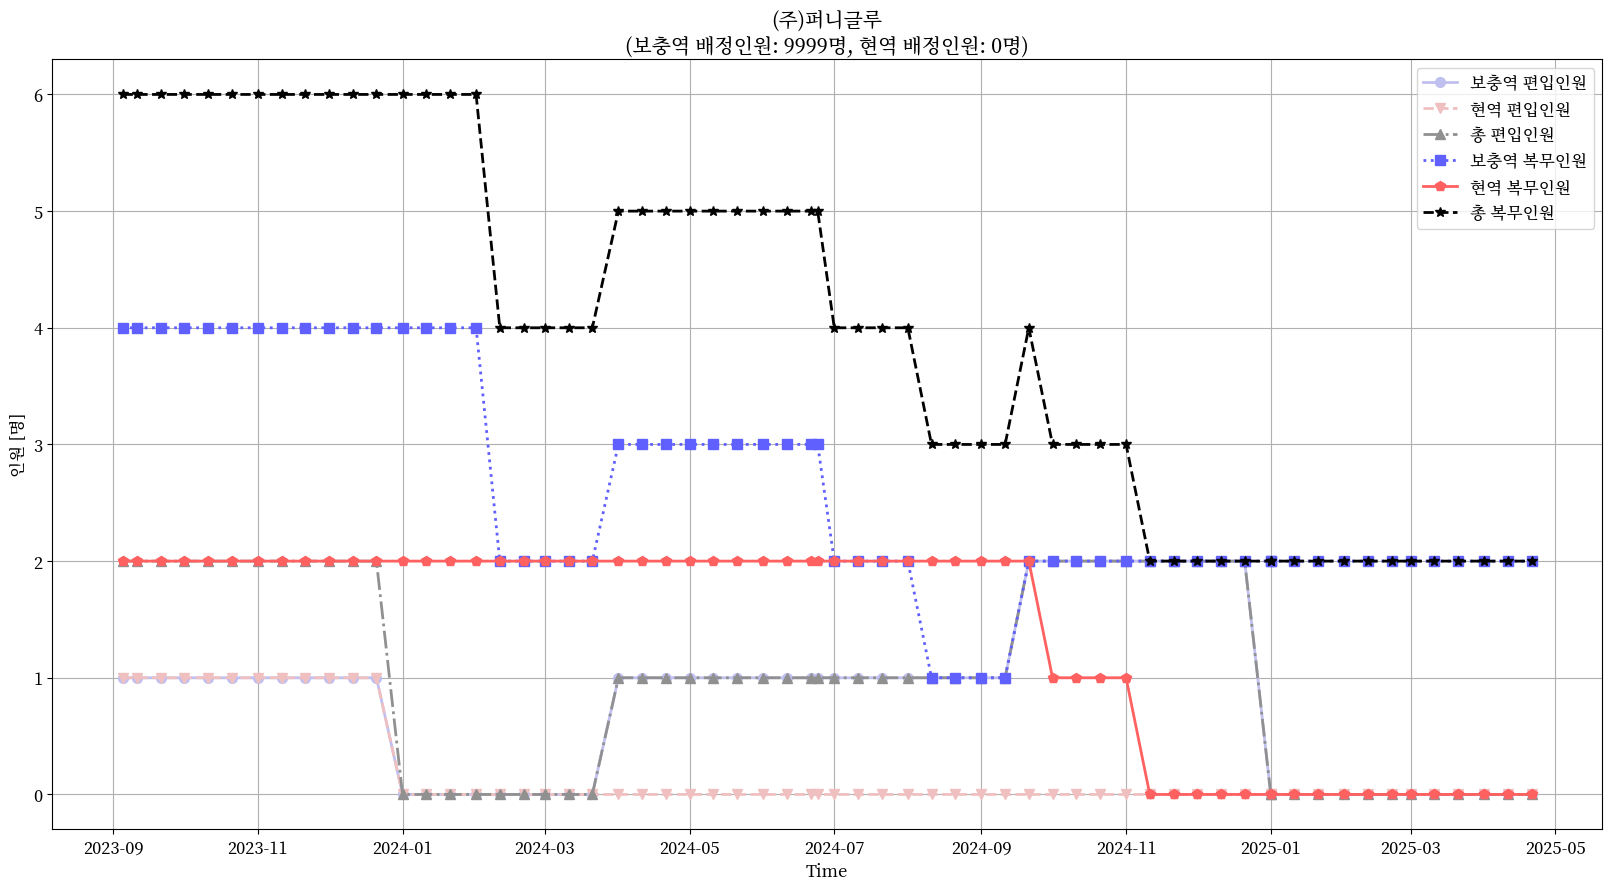 (주)퍼니글루
(보충역 배정인원: 9999명, 현역 배정인원: 0명)
보충역 편입인원
현역 편입인원
총 편입인원
보충역 복무인원
현역 복무인원
총 복무인원
인원 [명]
6
5
4
3
2
1
0
2023-09
2023-11
2024-01
2024-03
2024-05
2024-07
2024-09
2024-11
2025-01
2025-03
2025-05
Time